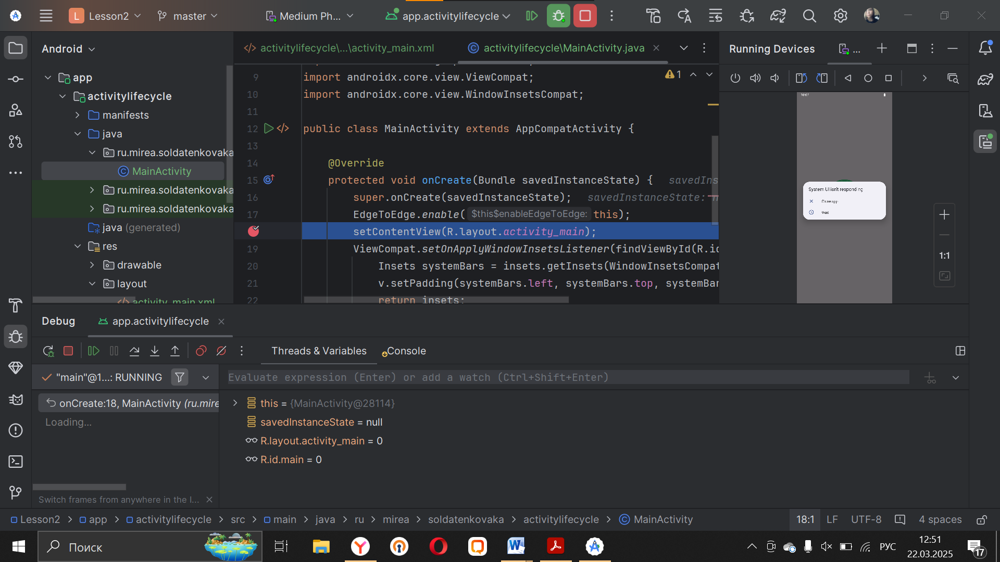 L Lesson2
master
Medium Ph...
app.activitylifecycle
Android
activitylifecycle\...\activity_main.xml
activitylifecycle\MainActivity.java
Running Devices
...
app
activitylifecycle
manifests
java
ru.mirea.soldatenkovaka
MainActivity
ru.mirea.soldatenkovaka
ru.mirea.soldatenkovaka
java (generated)
res
drawable
layout
activity_main.xml
1
9 import androidx.core.view.ViewCompat;
10 import androidx.core.view.WindowInsetsCompat;
11
12 public class MainActivity extends AppCompatActivity {
13
14 @Override
15 protected void onCreate(Bundle savedInstanceState) { savedIns
16 super.onCreate(savedInstanceState); savedInstanceState: n
17 EdgeToEdge.enable( $this$enableEdgeToEdge: this);
setContentView(R.layout.activity_main);
19 ViewCompat.setOnApplyWindowInsetsListener(findViewById(R.id
20 Insets systemBars = insets.getInsets(WindowInsetsCompat
21 v.setPadding(systemBars.left, systemBars.top, systemBar
22 return insets;
10:07
System UI isn't responding
Close app
Wait
1:1
Debug
app.activitylifecycle
Threads & Variables
Console
"main"@1...: RUNNING
Evaluate expression (Enter) or add a watch (Ctrl+Shift+Enter)
onCreate:18, MainActivity (ru.mire
Loading...
this = {MainActivity@28114}
savedInstanceState = null
R.layout.activity_main = 0
R.id.main = 0
Switch frames from anywhere in the I...
Lesson2 > app > activitylifecycle > src > main > java > ru > mirea > soldatenkovaka > activitylifecycle > MainActivity
18:1 LF UTF-8 4 spaces
Поиск
РУС
12:51
22.03.2025
17